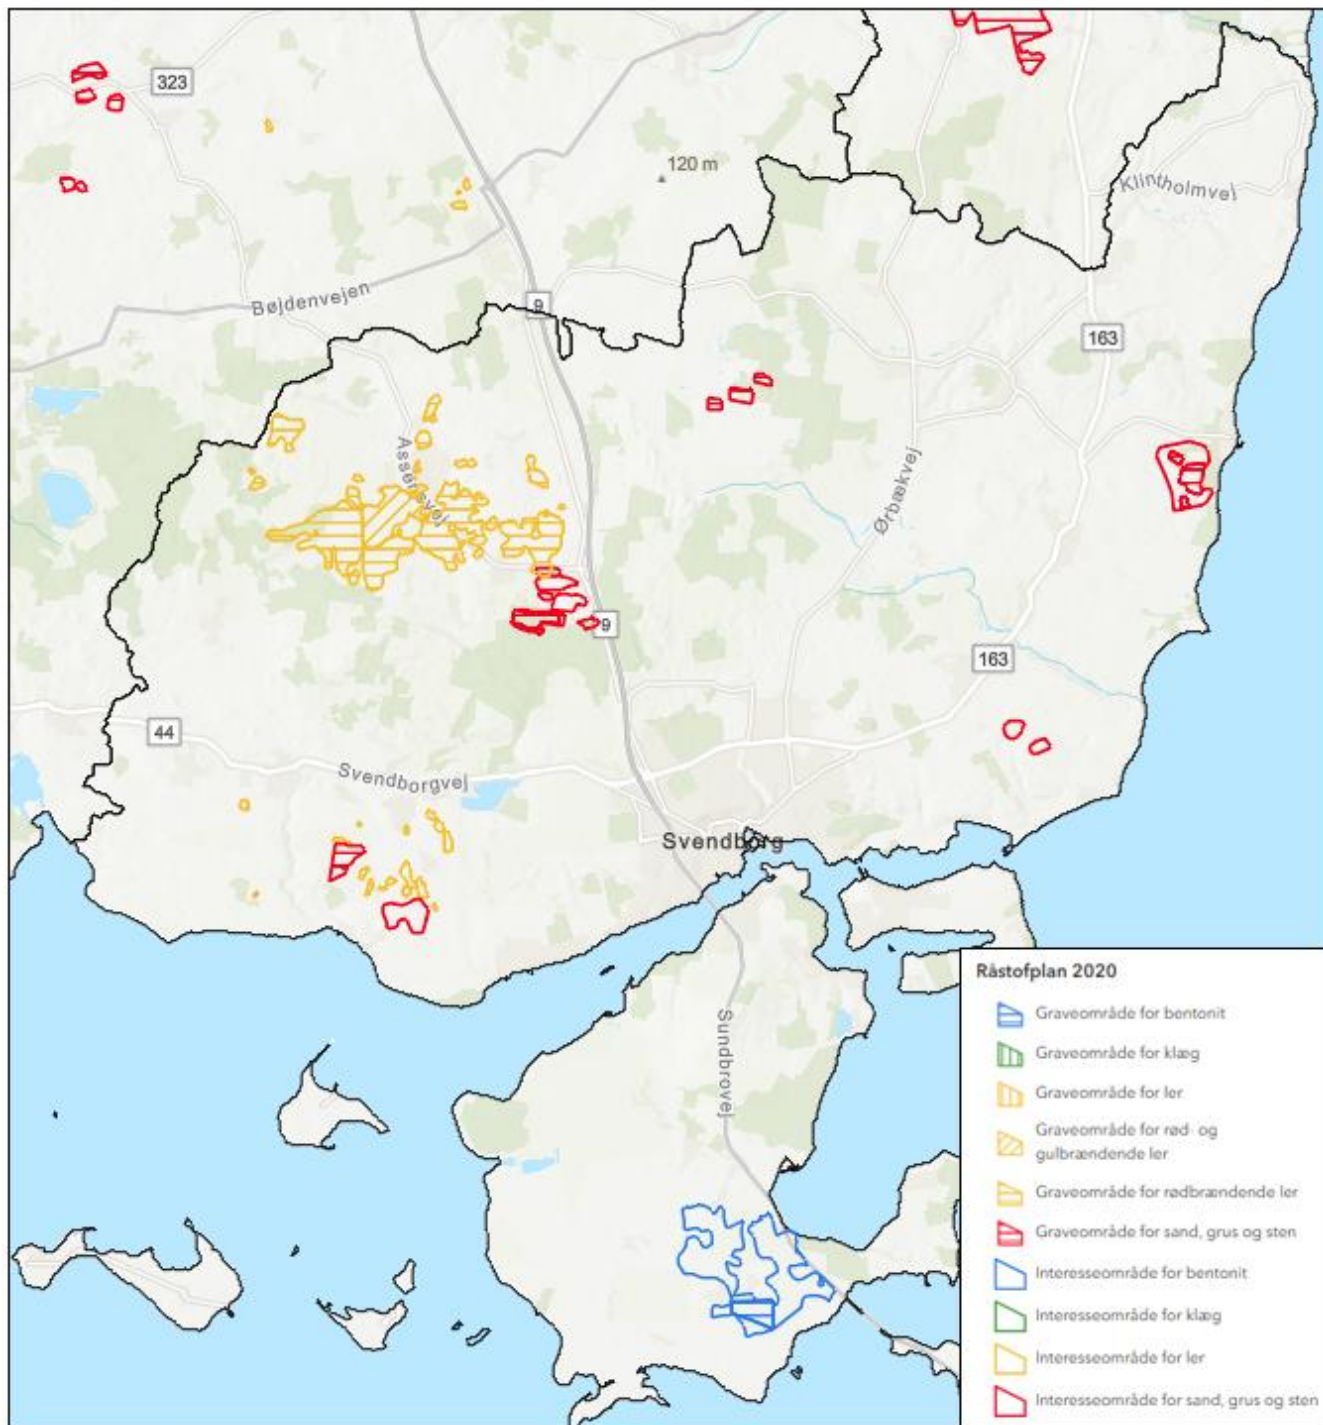 323
120 m
Klintholmvej
Bøjdenvejen
9
163
Assensvej
Ørbækvej
9
163
44
Svendborgvej
Svendborg
Sundbrovej
Råstofplan 2020
Graveområde for bentonit
Graveområde for klæg
Graveområde for ler
Graveområde for rød- og
gulbrændende ler
Graveområde for rødbrændende ler
Graveområde for sand, grus og sten
Interesseområde for bentonit
Interesseområde for klæg
Interesseområde for ler
Interesseområde for sand, grus og sten